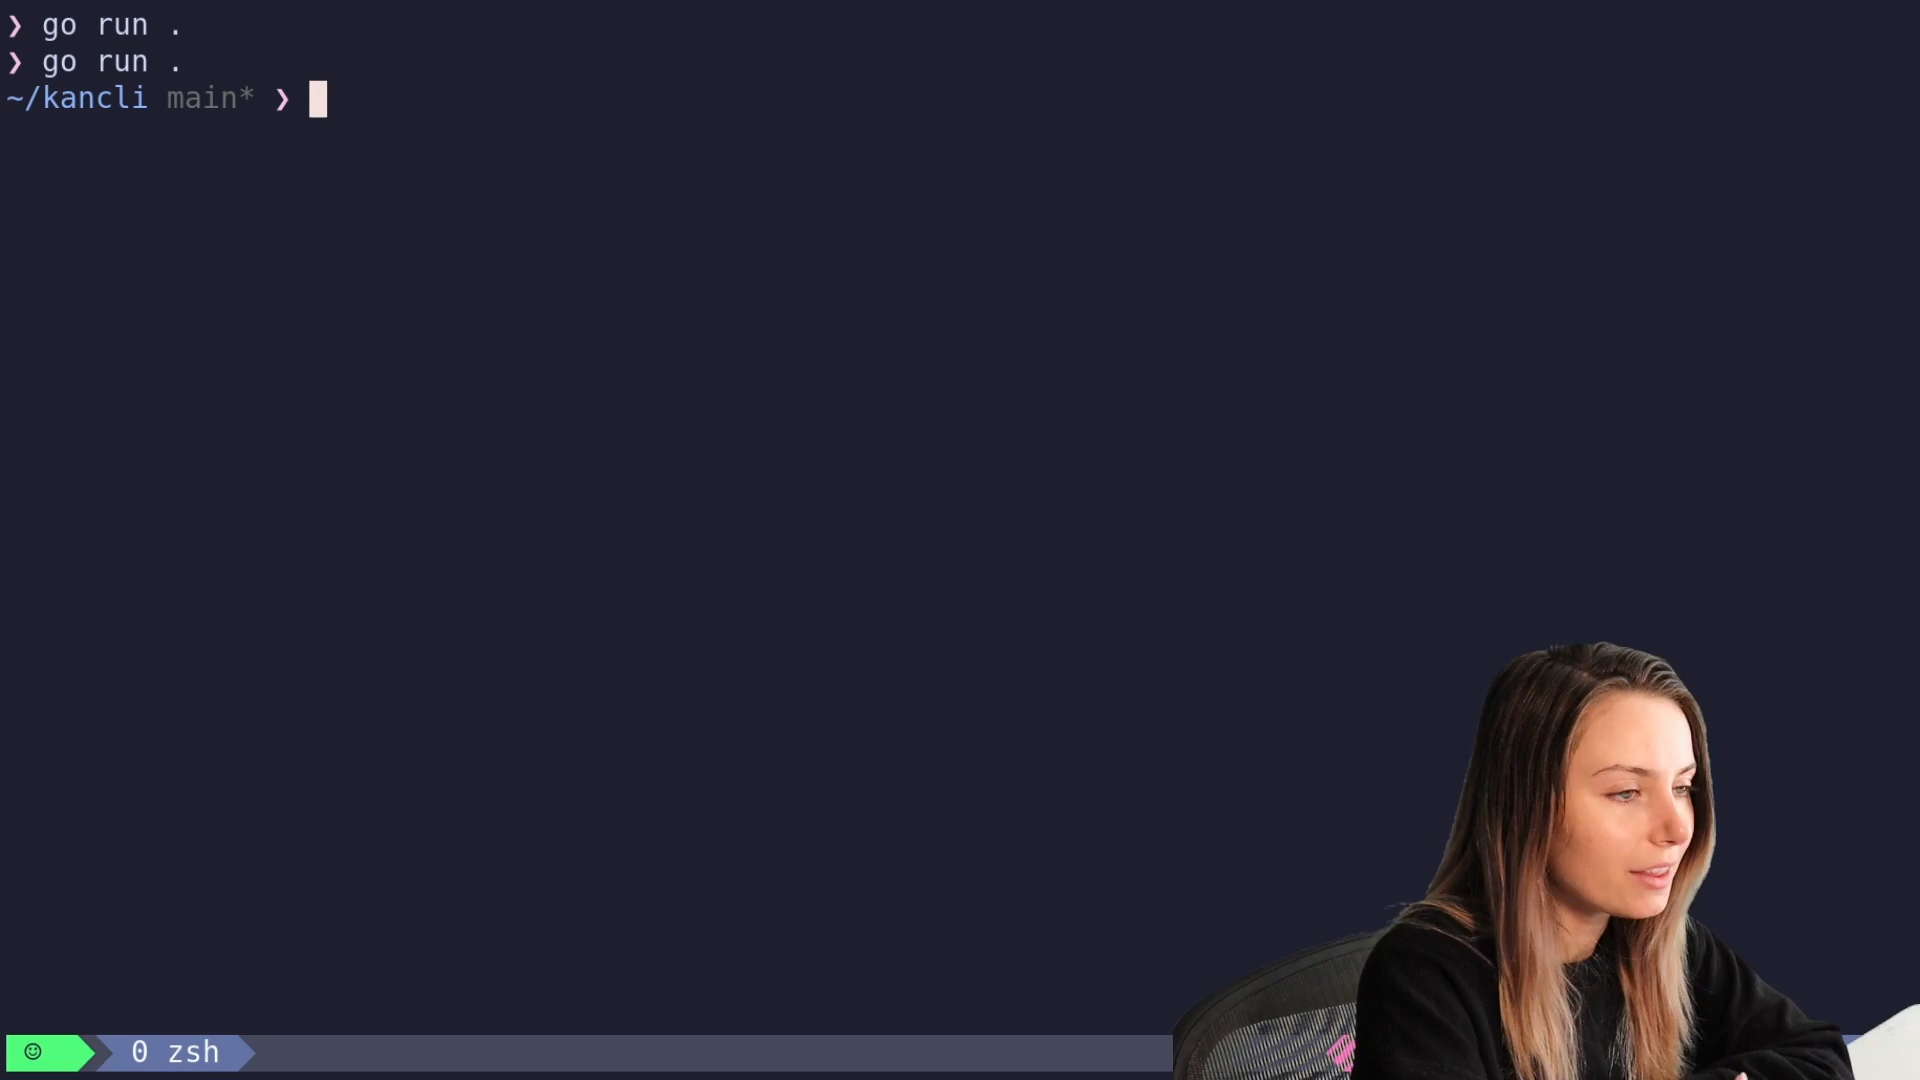 ❯ go run .
❯ go run .
~/kancli main* ❯
☺ 0 zsh